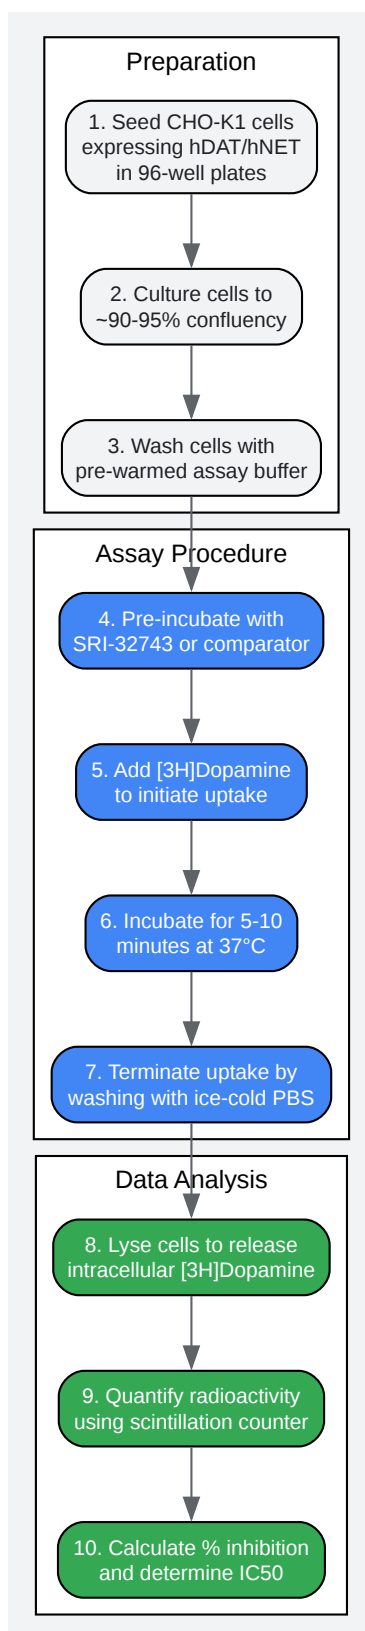 Preparation
1. Seed CHO-K1 cells
expressing hDAT/hNET
in 96-well plates
2. Culture cells to
~90-95% confluency
3. Wash cells with
pre-warmed assay buffer
Assay Procedure
4. Pre-incubate with
SRI-32743 or comparator
5. Add [3H]Dopamine
to initiate uptake
6. Incubate for 5-10
minutes at 37°C
7. Terminate uptake by
washing with ice-cold PBS
Data Analysis
8. Lyse cells to release
intracellular [3H]Dopamine
9. Quantify radioactivity
using scintillation counter
10. Calculate % inhibition
and determine IC50